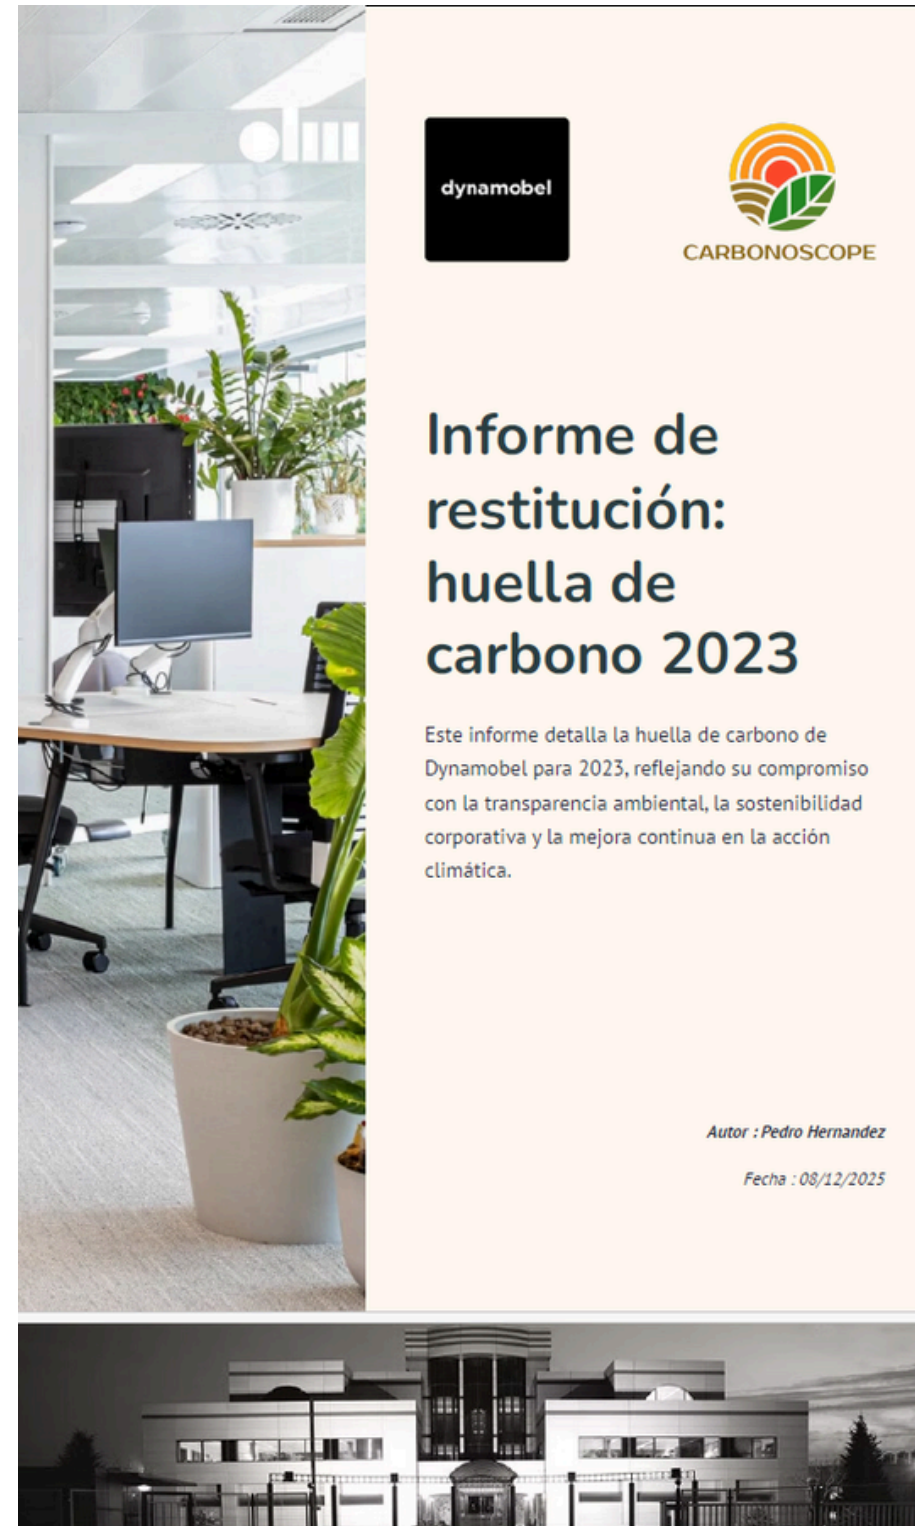 dynamobel
CARBONOSCOPE
Informe de
restitución:
huella de
carbono 2023
Este informe detalla la huella de carbono de
Dynamobel para 2023, reflejando su compromiso
con la transparencia ambiental, la sostenibilidad
corporativa y la mejora continua en la acción
climática.
Autor : Pedro Hernandez
Fecha : 08/12/2025